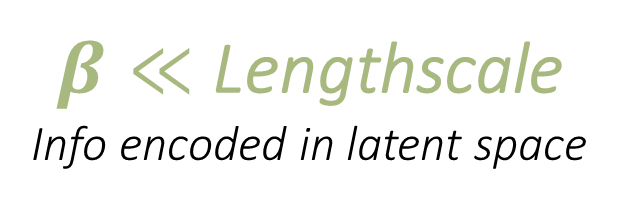 β ≪ Lengthscale
Info encoded in latent space